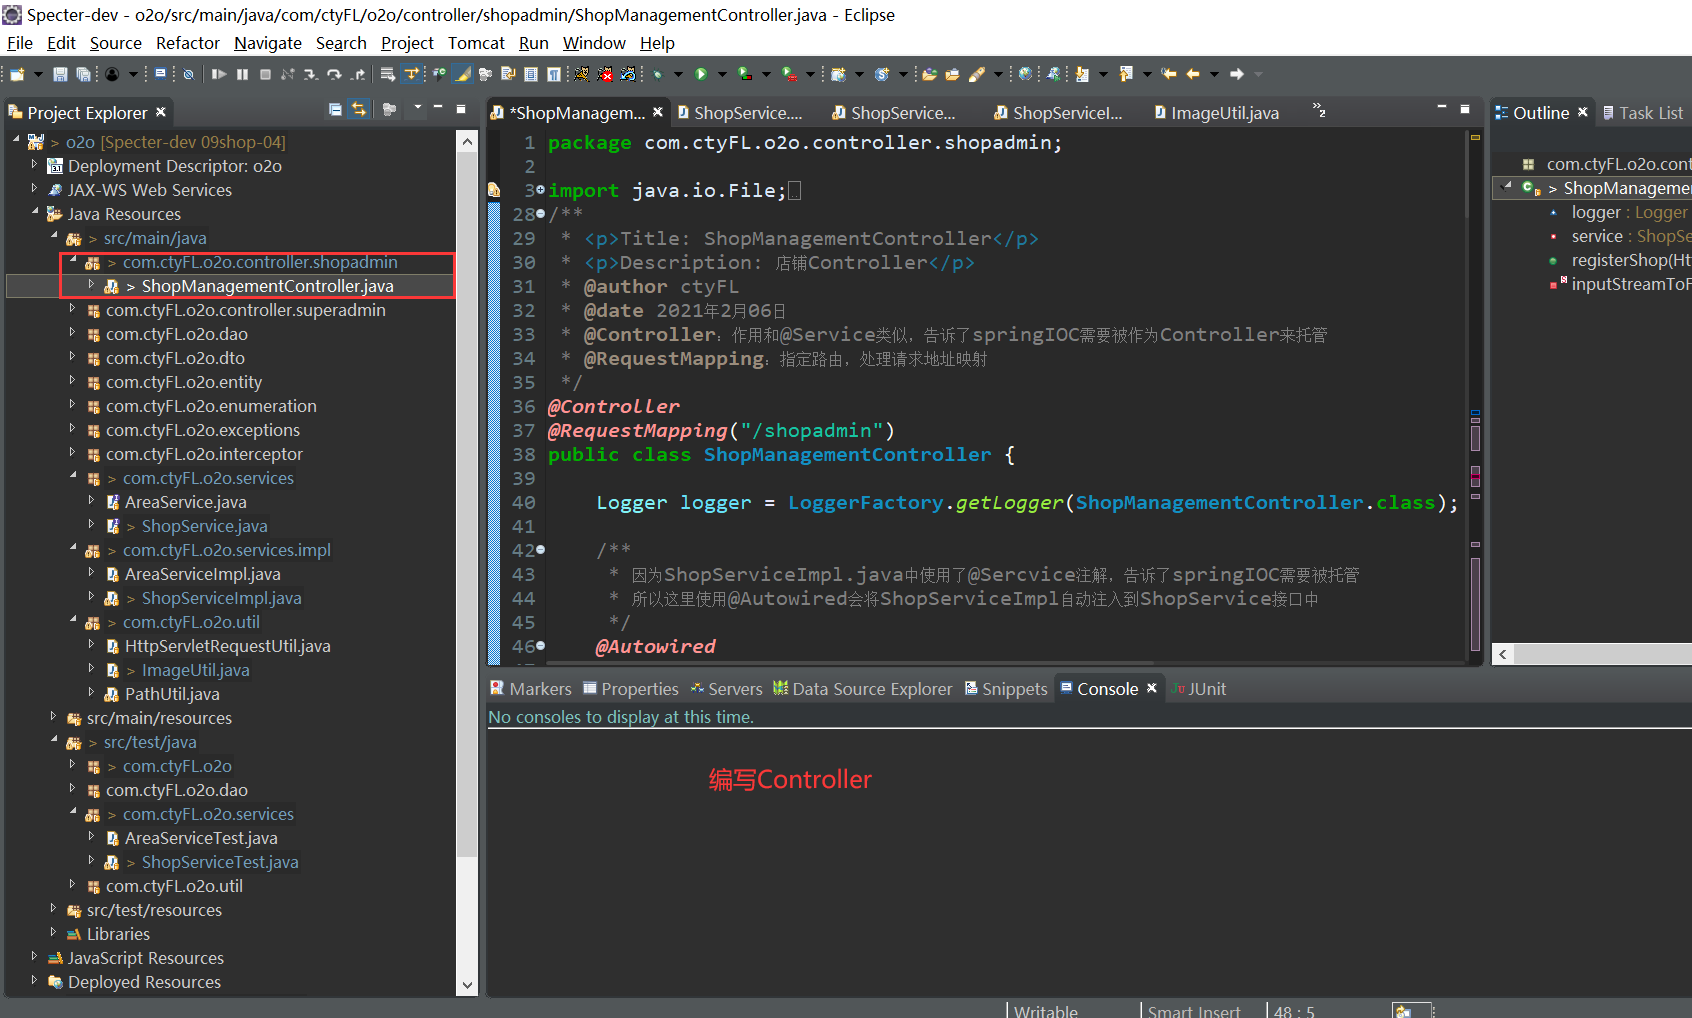 Specter-dev - o2o/src/main/java/com/ctyFL/o2o/controller/shopadmin/ShopManagementController.java - Eclipse
File Edit Source Refactor Navigate Search Project Tomcat Run Window Help
Project Explorer
o2o [Specter-dev 09shop-04]
Deployment Descriptor: o2o
JAX-WS Web Services
Java Resources
> src/main/java
> com.ctyFL.o2o.controller.shopadmin
> ShopManagementController.java
com.ctyFL.o2o.controller.superadmin
com.ctyFL.o2o.dao
com.ctyFL.o2o.dto
com.ctyFL.o2o.entity
com.ctyFL.o2o.enumeration
com.ctyFL.o2o.exceptions
com.ctyFL.o2o.interceptor
> com.ctyFL.o2o.services
AreaService.java
> ShopService.java
> com.ctyFL.o2o.services.impl
AreaServiceImpl.java
> ShopServiceImpl.java
> com.ctyFL.o2o.util
HttpServletRequestUtil.java
> ImageUtil.java
PathUtil.java
src/main/resources
> src/test/java
> com.ctyFL.o2o
com.ctyFL.o2o.dao
> com.ctyFL.o2o.services
AreaServiceTest.java
> ShopServiceTest.java
com.ctyFL.o2o.util
src/test/resources
Libraries
JavaScript Resources
Deployed Resources
*ShopManagem... ShopService.... ShopService... ShopServiceI... ImageUtil.java »2
1 package com.ctyFL.o2o.controller.shopadmin;
2
3 import java.io.File;
28 /**
29 * <p>Title: ShopManagementController</p>
30 * <p>Description: 店铺Controller</p>
31 * @author ctyFL
32 * @date 2021年2月06日
33 * @Controller：作用和@Service类似，告诉了springIOC需要被作为Controller来托管
34 * @RequestMapping：指定路由，处理请求地址映射
35 */
36 @Controller
37 @RequestMapping("/shopadmin")
38 public class ShopManagementController {
39
40 Logger logger = LoggerFactory.getLogger(ShopManagementController.class);
41
42 /**
43 * 因为ShopServiceImpl.java中使用了@Sercvice注解，告诉了springIOC需要被托管
44 * 所以这里使用@Autowired会将ShopServiceImpl自动注入到ShopService接口中
45 */
46 @Autowired
Outline Task List
com.ctyFL.o2o.cont
> ShopManageme
logger : Logger
service : ShopSe
registerShop(Ht
inputStreamToF
Markers Properties Servers Data Source Explorer Snippets Console JUnit
No consoles to display at this time.
编写Controller
Writable Smart Insert 48 : 5